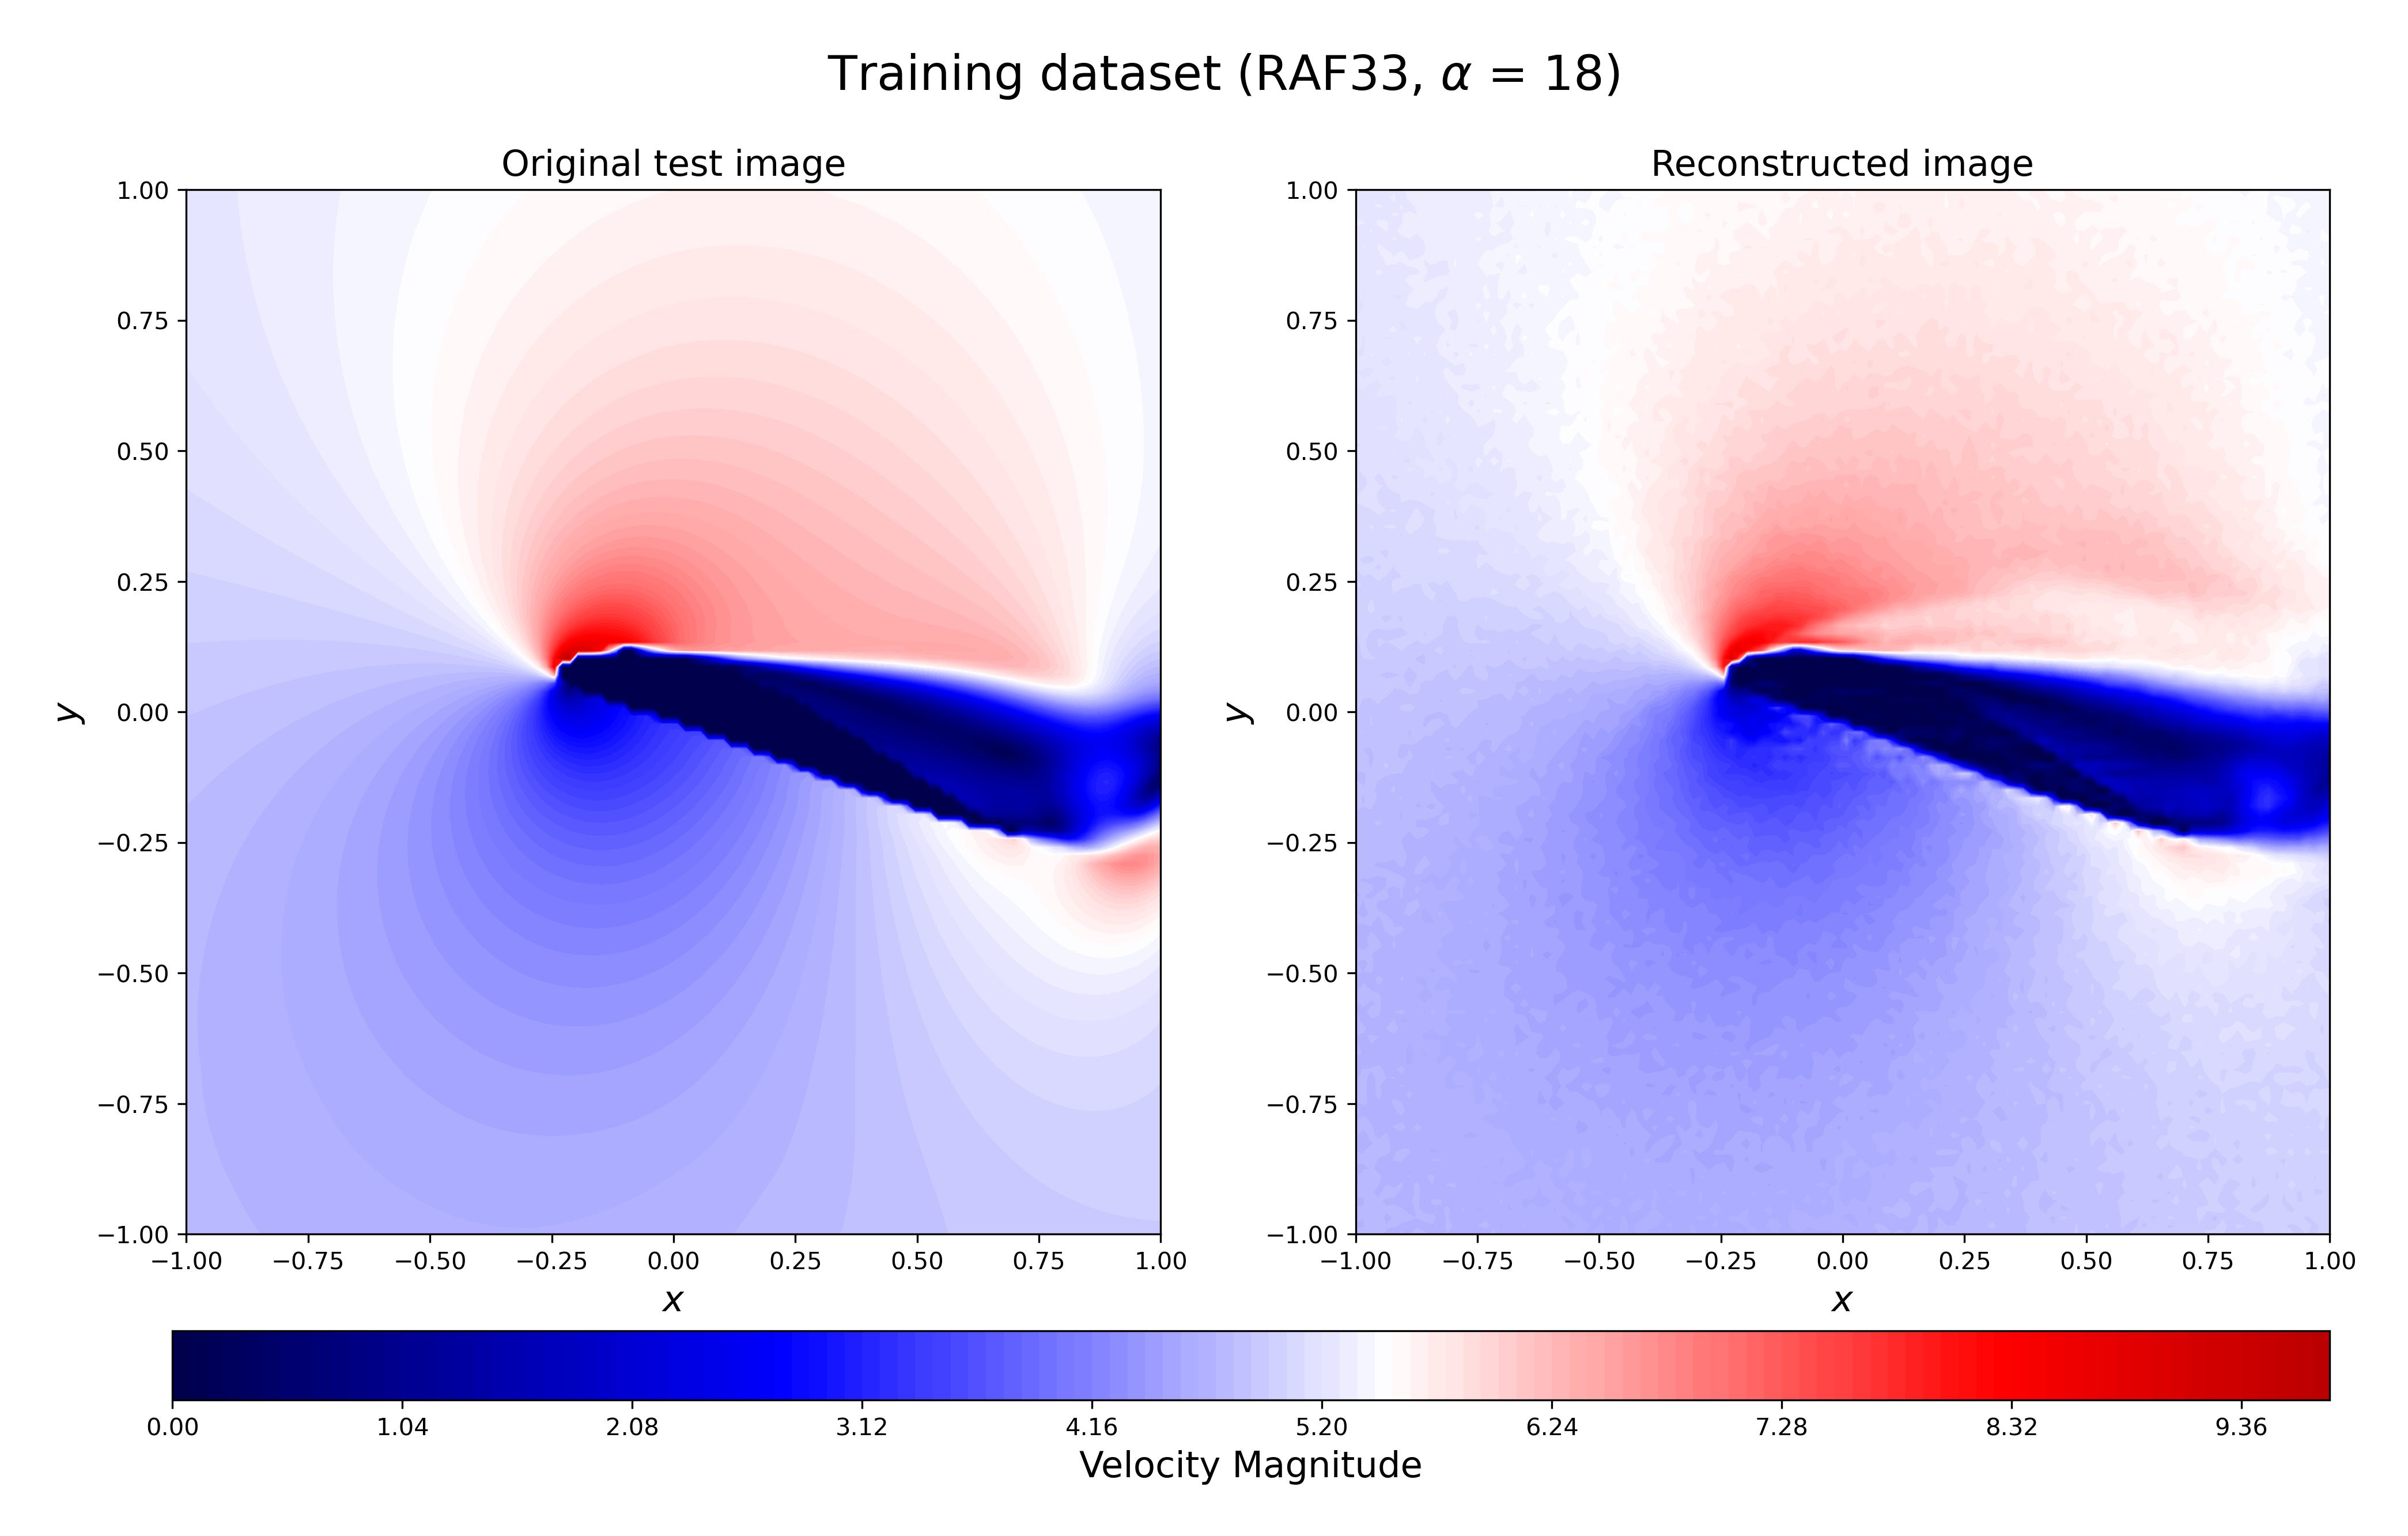 Training dataset (RAF33, α = 18)
Original test image
Reconstructed image
1.00
0.75
0.50
0.25
0.00
−0.25
−0.50
−0.75
−1.00
y
−1.00 −0.75 −0.50 −0.25 0.00 0.25 0.50 0.75 1.00
x
1.00
0.75
0.50
0.25
0.00
−0.25
−0.50
−0.75
−1.00
y
−1.00 −0.75 −0.50 −0.25 0.00 0.25 0.50 0.75 1.00
x
0.00 1.04 2.08 3.12 4.16 5.20 6.24 7.28 8.32 9.36
Velocity Magnitude